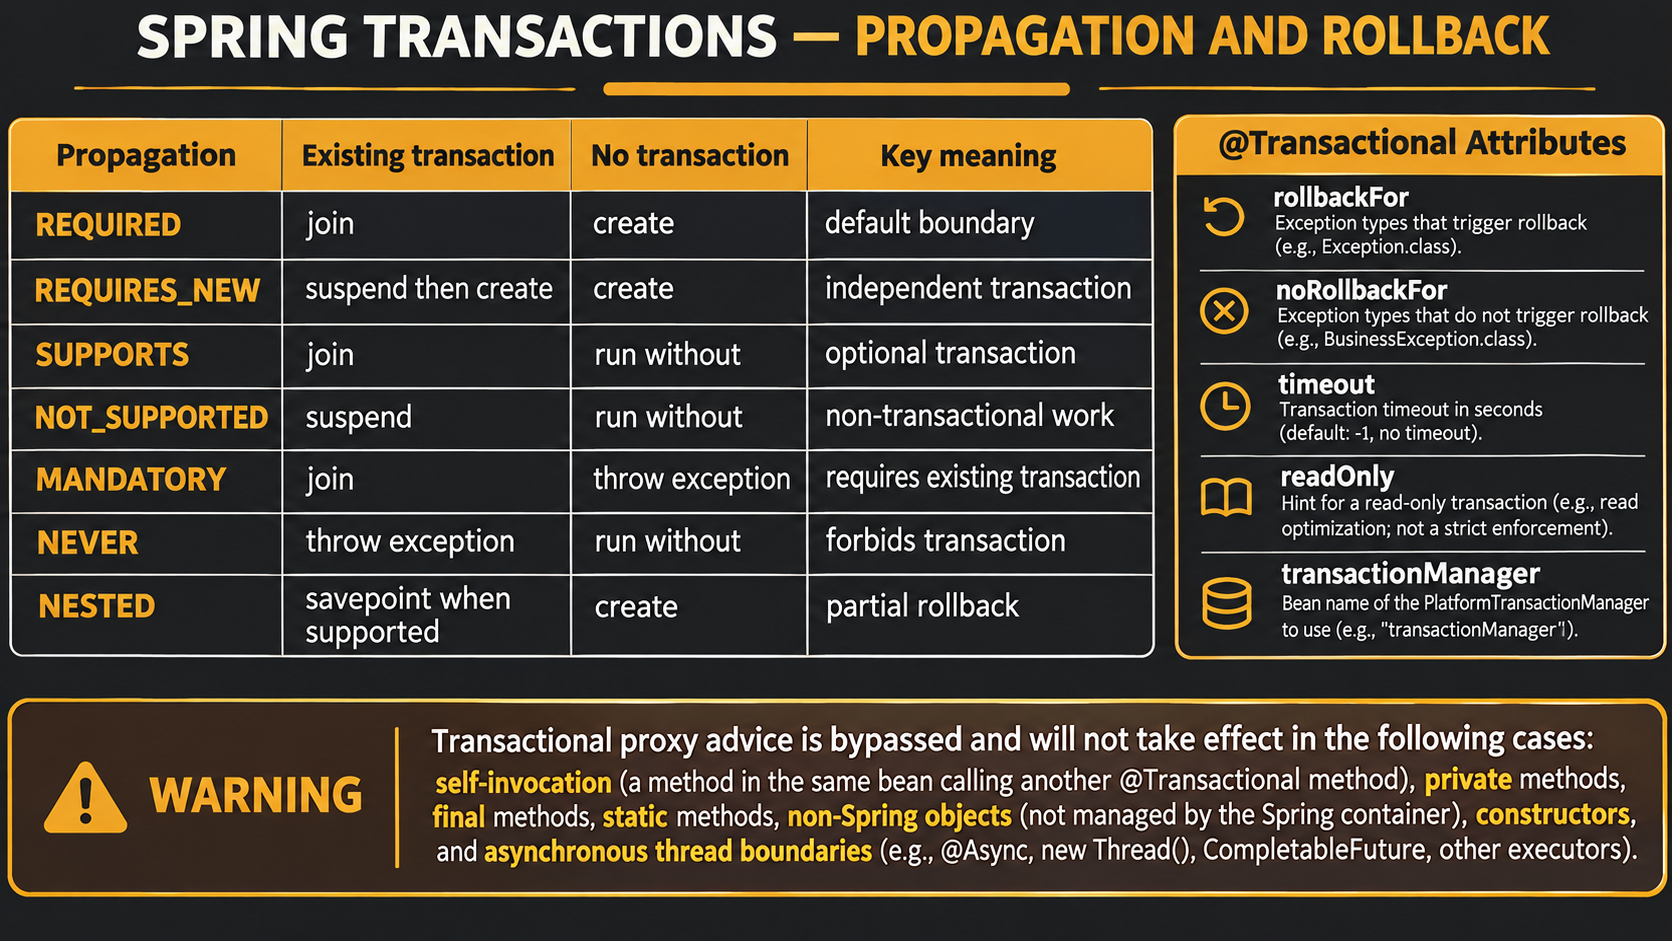 SPRING TRANSACTIONS — PROPAGATION AND ROLLBACK
Propagation Existing transaction No transaction Key meaning
REQUIRED join create default boundary
REQUIRES_NEW suspend then create create independent transaction
SUPPORTS join run without optional transaction
NOT_SUPPORTED suspend run without non-transactional work
MANDATORY join throw exception requires existing transaction
NEVER throw exception run without forbids transaction
NESTED savepoint when supported create partial rollback
@Transactional Attributes
rollbackFor
Exception types that trigger rollback
(e.g., Exception.class).
noRollbackFor
Exception types that do not trigger rollback
(e.g., BusinessException.class).
timeout
Transaction timeout in seconds
(default: -1, no timeout).
readOnly
Hint for a read-only transaction (e.g., read
optimization; not a strict enforcement).
transactionManager
Bean name of the PlatformTransactionManager
to use (e.g., "transactionManager").
WARNING
Transactional proxy advice is bypassed and will not take effect in the following cases:
self-invocation (a method in the same bean calling another @Transactional method), private methods,
final methods, static methods, non-Spring objects (not managed by the Spring container), constructors,
and asynchronous thread boundaries (e.g., @Async, new Thread(), CompletableFuture, other executors).